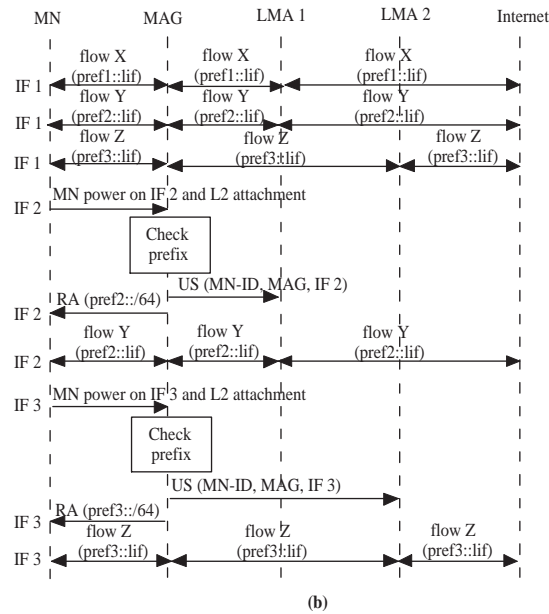 MN MAG LMA 1 LMA 2 Internet
flow X flow X flow X
IF 1 (pref1::lif) (pref1::lif) (pref1::lif)
flow Y flow Y flow Y
IF 1 (pref2::lif) (pref2::lif) (pref2::lif)
flow Z flow Z flow Z
IF 1 (pref3::lif) (pref3::lif) (pref3::lif)
IF 2 MN power on IF 2 and L2 attachment
Check
prefix
US (MN-ID, MAG, IF 2)
IF 2 RA (pref2::/64)
flow Y flow Y flow Y
IF 2 (pref2::lif) (pref2::lif) (pref2::lif)
IF 3 MN power on IF 3 and L2 attachment
Check
prefix
US (MN-ID, MAG, IF 3)
IF 3 RA (pref3::/64)
flow Z flow Z flow Z
IF 3 (pref3::lif) (pref3::lif) (pref3::lif)
(b)